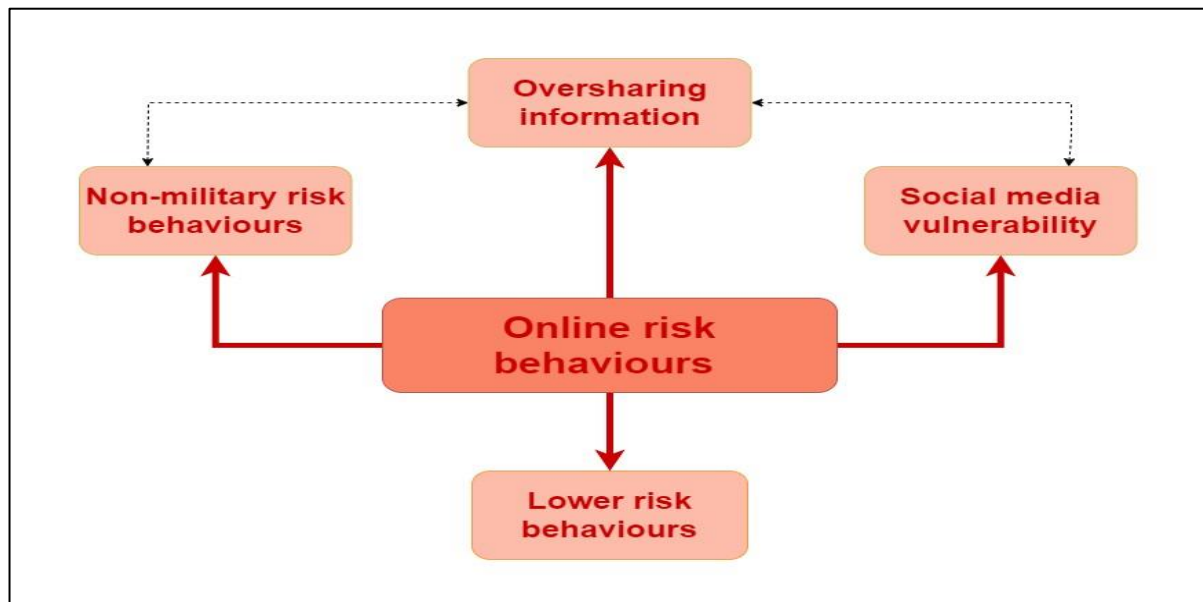 Oversharing
information
Non-military risk
behaviours
Social media
vulnerability
Online risk
behaviours
Lower risk
behaviours